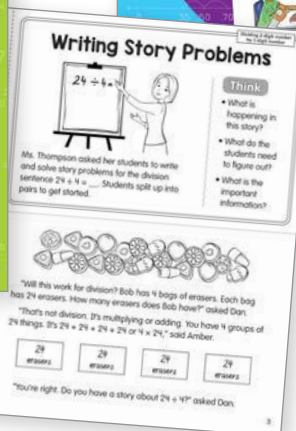 30 60 70
Dividing 2-digit number
by 1-digit number
Writing Story Problems
24 ÷ 4 =
Ms. Thompson asked her students to write
and solve story problems for the division
sentence 24 ÷ 4 = __. Students split up into
pairs to get started.
Think
• What is
happening in
this story?
• What do the
students need
to figure out?
• What is the
important
information?
"Will this work for division? Bob has 4 bags of erasers. Each bag
has 24 erasers. How many erasers does Bob have?" asked Dan.
"That's not division. It's multiplying or adding. You have 4 groups of
24 things. It's 24 + 24 + 24 + 24 or 4 × 24," said Amber.
24
erasers
24
erasers
24
erasers
24
erasers
"You're right. Do you have a story about 24 ÷ 4?" asked Dan.
3